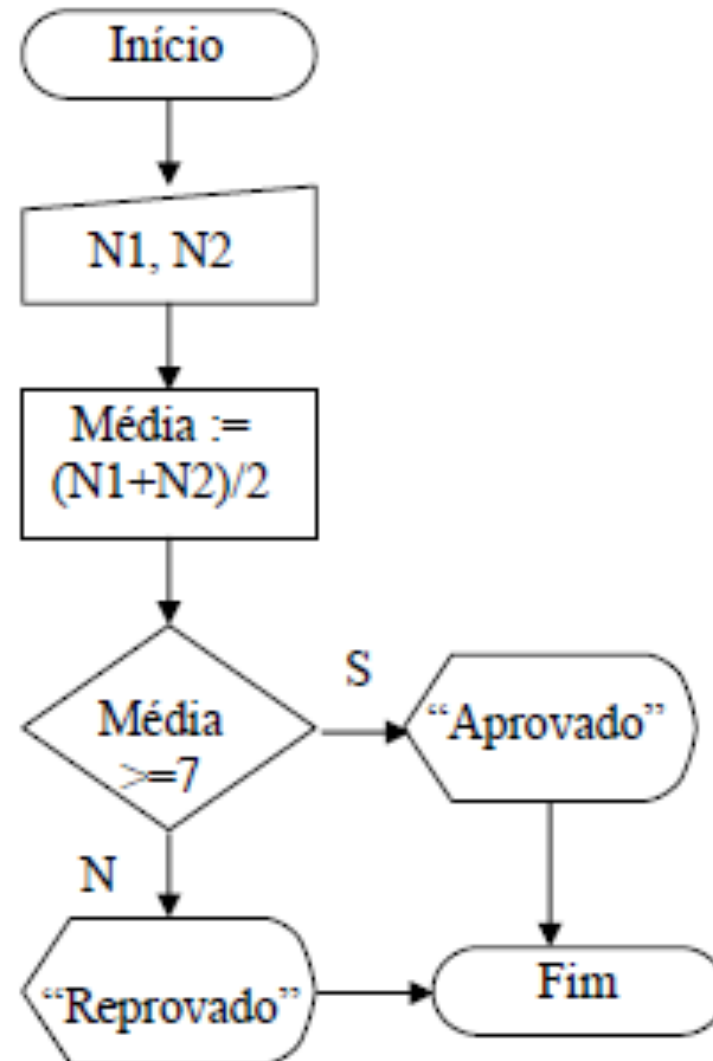 Início
N1, N2
Média :=
(N1+N2)/2
Média
>=7
S
“Aprovado”
N
“Reprovado”
Fim